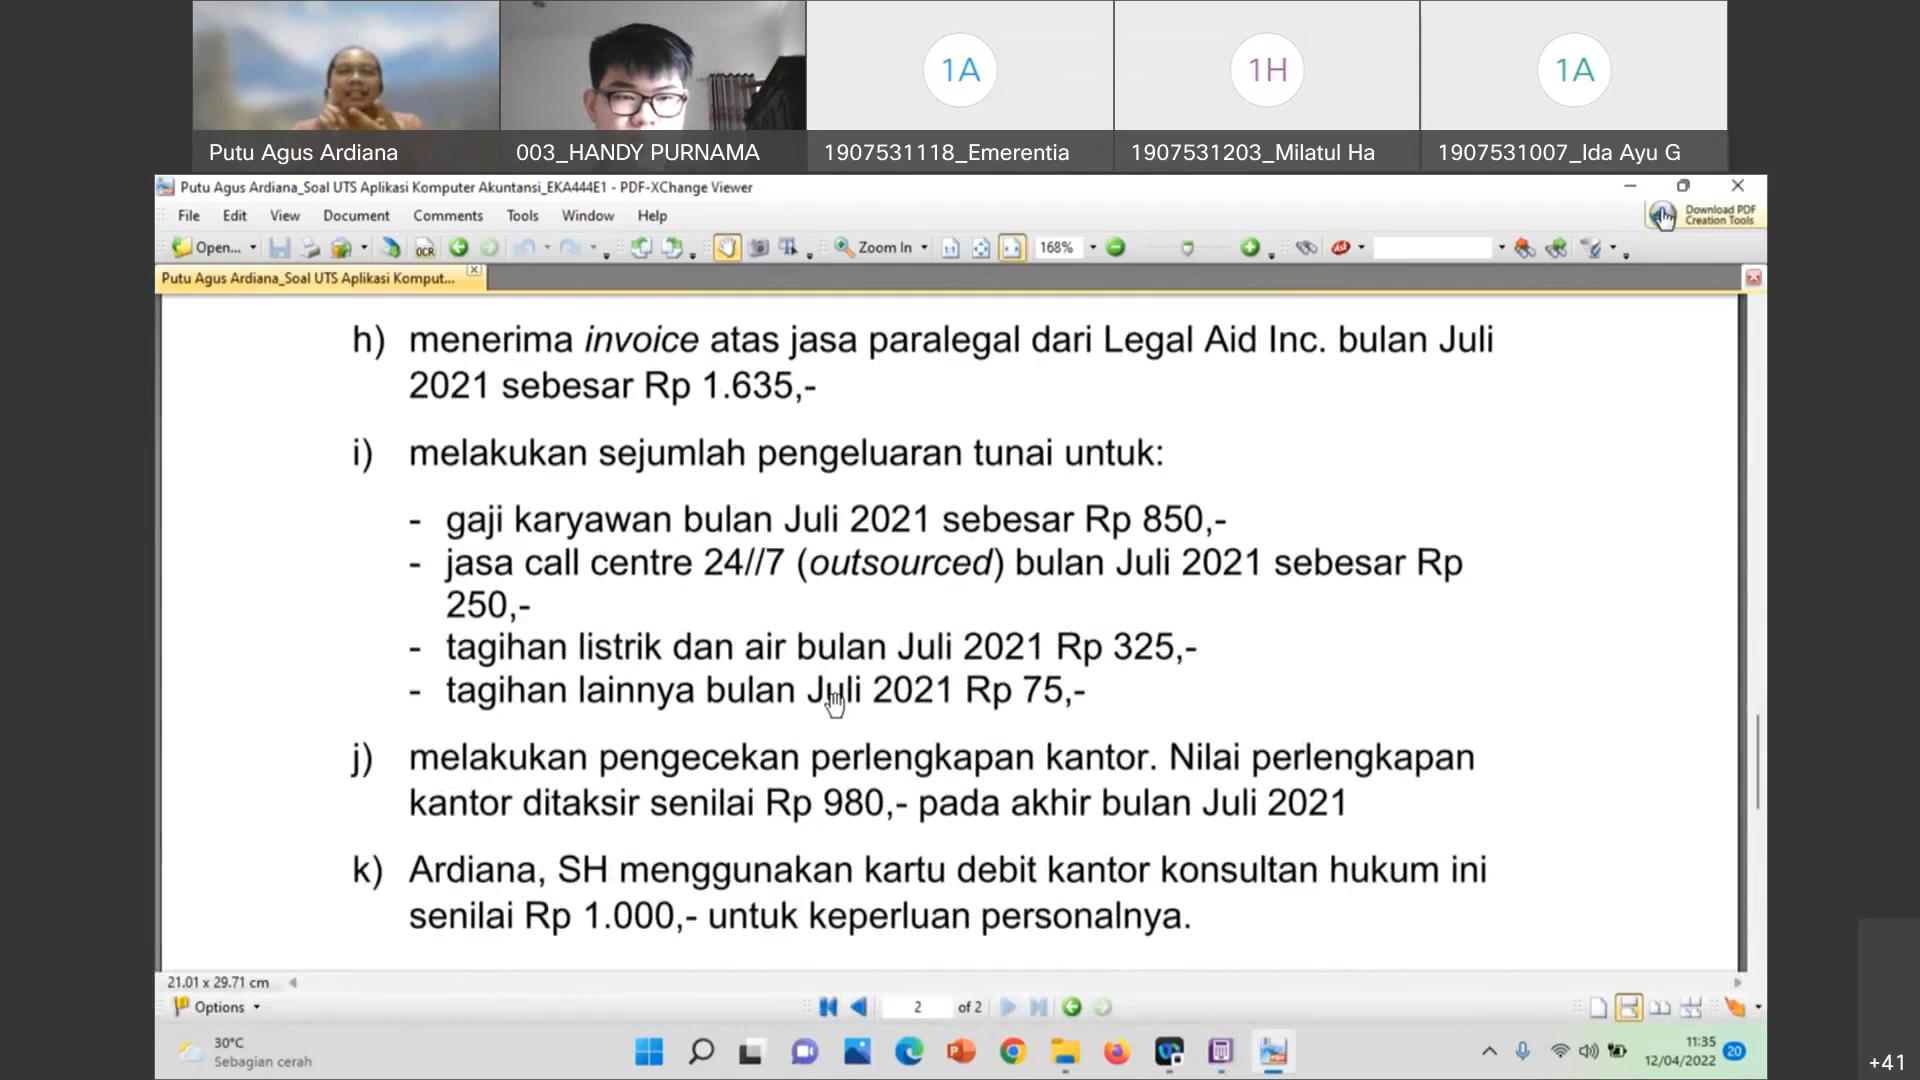 1A
1H
1A
Putu Agus Ardiana
003_HANDY PURNAMA
1907531118_Emerentia
1907531203_Milatul Ha
1907531007_Ida Ayu G
Putu Agus Ardiana_Soal UTS Aplikasi Komputer Akuntansi_EKA444E1 - PDF-XChange Viewer
File Edit View Document Comments Tools Window Help
Download PDF
Creation Tools
Open...
OCR
Zoom In
168%
Putu Agus Ardiana_Soal UTS Aplikasi Komput...
h) menerima invoice atas jasa paralegal dari Legal Aid Inc. bulan Juli
2021 sebesar Rp 1.635,-
i) melakukan sejumlah pengeluaran tunai untuk:
- gaji karyawan bulan Juli 2021 sebesar Rp 850,-
- jasa call centre 24//7 (outsourced) bulan Juli 2021 sebesar Rp
250,-
- tagihan listrik dan air bulan Juli 2021 Rp 325,-
- tagihan lainnya bulan Juli 2021 Rp 75,-
j) melakukan pengecekan perlengkapan kantor. Nilai perlengkapan
kantor ditaksir senilai Rp 980,- pada akhir bulan Juli 2021
k) Ardiana, SH menggunakan kartu debit kantor konsultan hukum ini
senilai Rp 1.000,- untuk keperluan personalnya.
21.01 x 29.71 cm
Options
2 of 2
30°C
Sebagian cerah
11:35
12/04/2022
20
+41